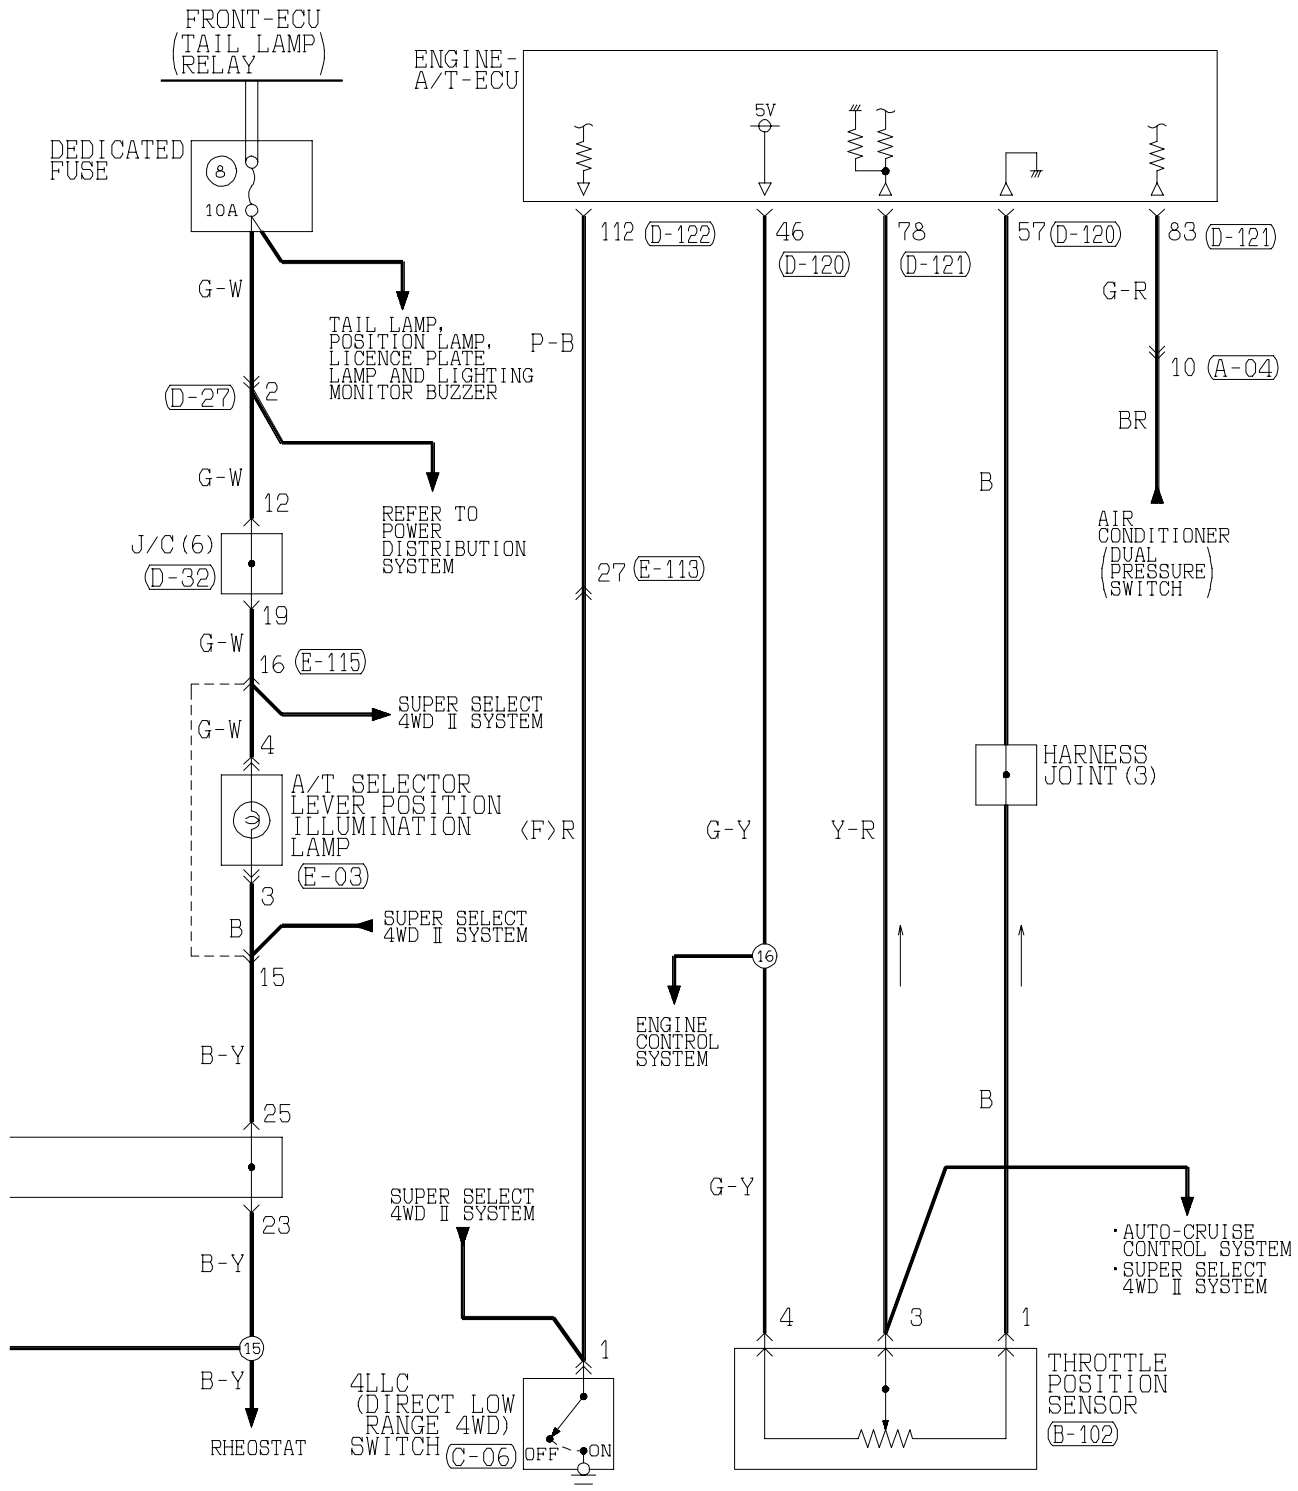 FRONT-ECU
(TAIL LAMP)
(RELAY)
ENGINE-
A/T-ECU
5V
DEDICATED
FUSE
8
10A
112 (D-122)
46
(D-120)
78
(D-121)
57 (D-120)
83 (D-121)
G-W
G-R
TAIL LAMP,
POSITION LAMP,
LICENCE PLATE
LAMP AND LIGHTING
MONITOR BUZZER
P-B
10 (A-04)
(D-27)
2
BR
G-W
12
B
REFER TO
POWER
DISTRIBUTION
SYSTEM
AIR
CONDITIONER
(DUAL
PRESSURE)
SWITCH
J/C(6)
(D-32)
27 (E-113)
19
G-W
16 (E-115)
SUPER SELECT
4WD Ⅱ SYSTEM
G-W
4
HARNESS
JOINT(3)
A/T SELECTOR
LEVER POSITION
ILLUMINATION
LAMP
(E-03)
<F>R
G-Y
Y-R
3
B
SUPER SELECT
4WD Ⅱ SYSTEM
15
16
ENGINE
CONTROL
SYSTEM
B-Y
B
25
G-Y
SUPER SELECT
4WD Ⅱ SYSTEM
23
·AUTO-CRUISE
CONTROL SYSTEM
·SUPER SELECT
4WD Ⅱ SYSTEM
B-Y
4
3
1
15
1
B-Y
4LLC
(DIRECT LOW
RANGE 4WD)
SWITCH (C-06)
OFF
ON
THROTTLE
POSITION
SENSOR
(B-102)
RHEOSTAT